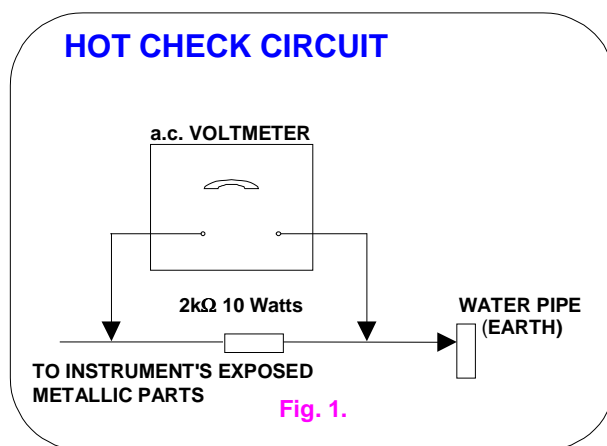 HOT CHECK CIRCUIT
a.c. VOLTMETER
2kΩ 10 Watts
WATER PIPE
(EARTH)
TO INSTRUMENT'S EXPOSED
METALLIC PARTS
Fig. 1.